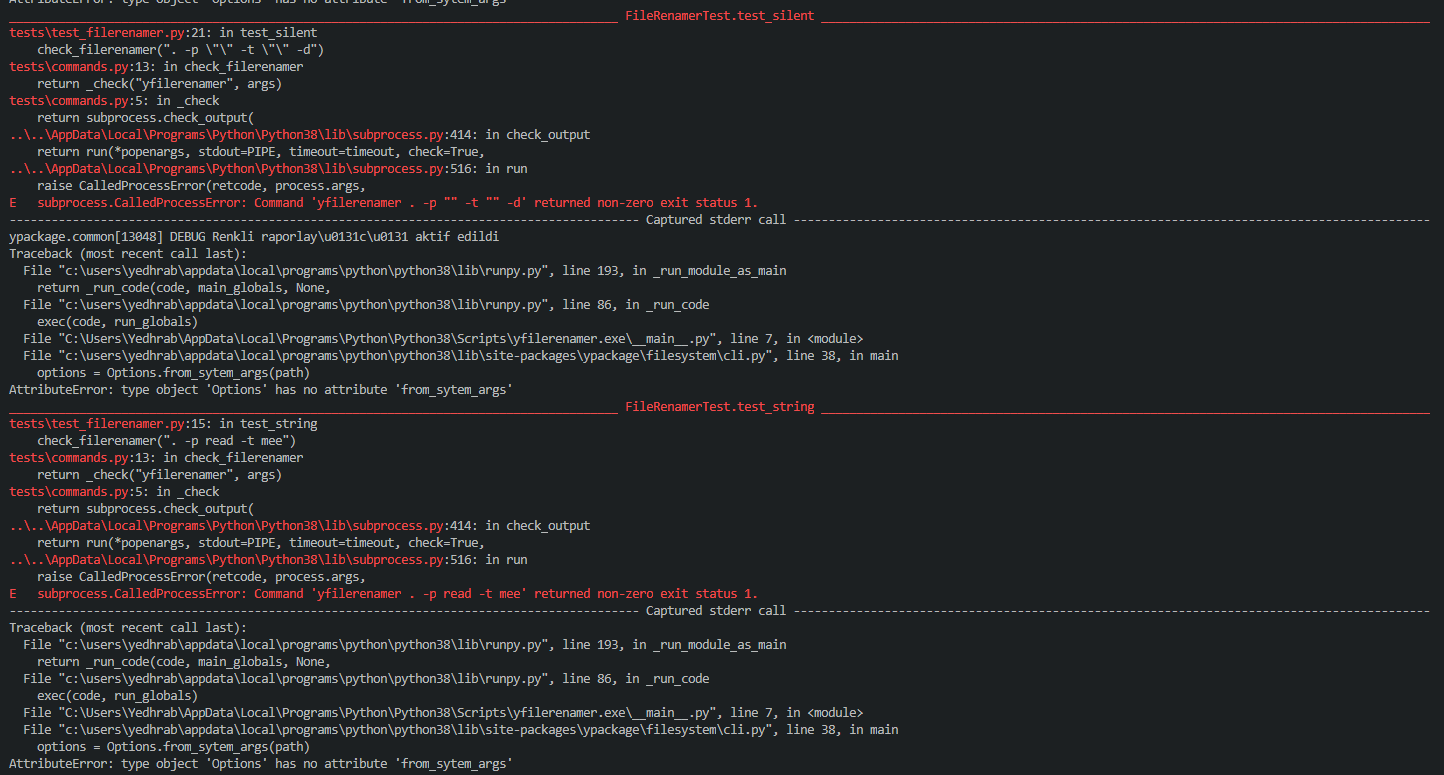 AttributeError: type object 'Options' has no attribute 'from_sytem_args'
FileRenamerTest.test_silent
tests\test_filerenamer.py:21: in test_silent
    check_filerenamer(". -p \"\" -t \"\" -d")
tests\commands.py:13: in check_filerenamer
    return _check("yfilerenamer", args)
tests\commands.py:5: in _check
    return subprocess.check_output(
..\..\AppData\Local\Programs\Python\Python38\lib\subprocess.py:414: in check_output
    return run(*popenargs, stdout=PIPE, timeout=timeout, check=True,
..\..\AppData\Local\Programs\Python\Python38\lib\subprocess.py:516: in run
    raise CalledProcessError(retcode, process.args,
E   subprocess.CalledProcessError: Command 'yfilerenamer . -p "" -t "" -d' returned non-zero exit status 1.
Captured stderr call
ypackage.common[13048] DEBUG Renkli raporlay\u0131c\u0131 aktif edildi
Traceback (most recent call last):
  File "c:\users\yedhrab\appdata\local\programs\python\python38\lib\runpy.py", line 193, in _run_module_as_main
    return _run_code(code, main_globals, None,
  File "c:\users\yedhrab\appdata\local\programs\python\python38\lib\runpy.py", line 86, in _run_code
    exec(code, run_globals)
  File "C:\Users\Yedhrab\AppData\Local\Programs\Python\Python38\Scripts\yfilerenamer.exe\__main__.py", line 7, in <module>
  File "c:\users\yedhrab\appdata\local\programs\python\python38\lib\site-packages\ypackage\filesystem\cli.py", line 38, in main
    options = Options.from_sytem_args(path)
AttributeError: type object 'Options' has no attribute 'from_sytem_args'
FileRenamerTest.test_string
tests\test_filerenamer.py:15: in test_string
    check_filerenamer(". -p read -t mee")
tests\commands.py:13: in check_filerenamer
    return _check("yfilerenamer", args)
tests\commands.py:5: in _check
    return subprocess.check_output(
..\..\AppData\Local\Programs\Python\Python38\lib\subprocess.py:414: in check_output
    return run(*popenargs, stdout=PIPE, timeout=timeout, check=True,
..\..\AppData\Local\Programs\Python\Python38\lib\subprocess.py:516: in run
    raise CalledProcessError(retcode, process.args,
E   subprocess.CalledProcessError: Command 'yfilerenamer . -p read -t mee' returned non-zero exit status 1.
Captured stderr call
Traceback (most recent call last):
  File "c:\users\yedhrab\appdata\local\programs\python\python38\lib\runpy.py", line 193, in _run_module_as_main
    return _run_code(code, main_globals, None,
  File "c:\users\yedhrab\appdata\local\programs\python\python38\lib\runpy.py", line 86, in _run_code
    exec(code, run_globals)
  File "C:\Users\Yedhrab\AppData\Local\Programs\Python\Python38\Scripts\yfilerenamer.exe\__main__.py", line 7, in <module>
  File "c:\users\yedhrab\appdata\local\programs\python\python38\lib\site-packages\ypackage\filesystem\cli.py", line 38, in main
    options = Options.from_sytem_args(path)
AttributeError: type object 'Options' has no attribute 'from_sytem_args'